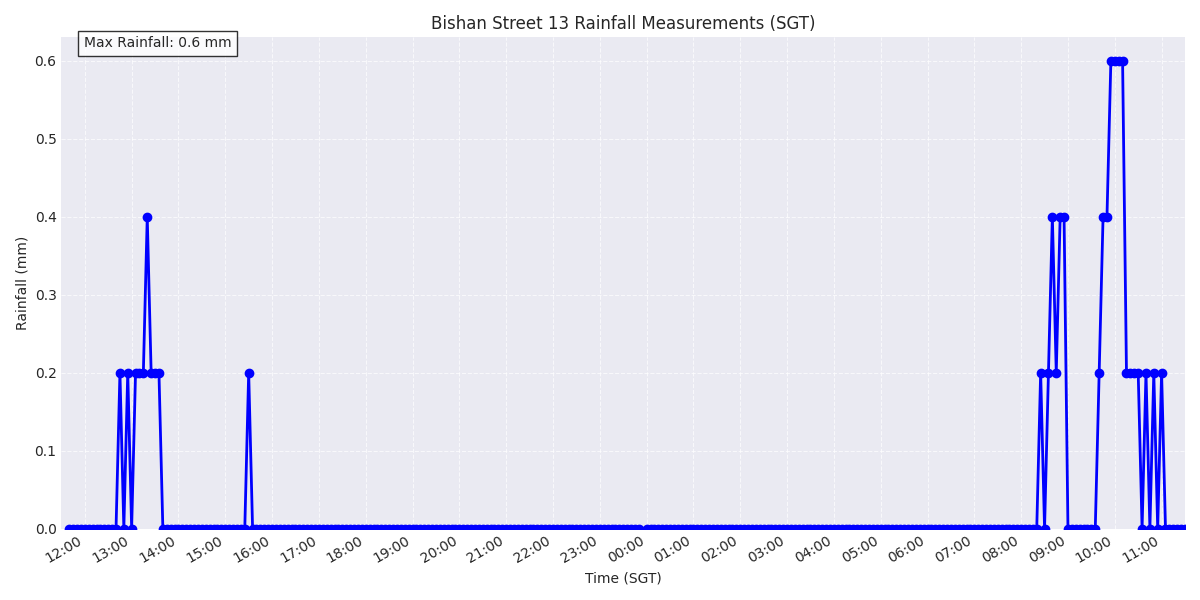 Bishan Street 13 Rainfall Measurements (SGT)
Max Rainfall: 0.6 mm
0.6
0.5
0.4
0.3
0.2
0.1
0.0
Rainfall (mm)
12:00 13:00 14:00 15:00 16:00 17:00 18:00 19:00 20:00 21:00 22:00 23:00 00:00 01:00 02:00 03:00 04:00 05:00 06:00 07:00 08:00 09:00 10:00 11:00
Time (SGT)